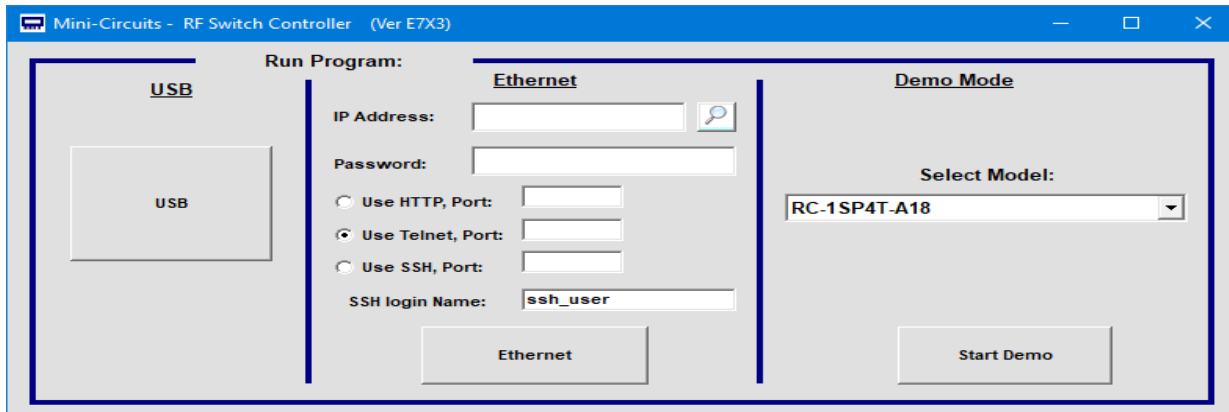 Mini-Circuits - RF Switch Controller (Ver E7X3)
Run Program:
USB
USB
Ethernet
IP Address:
Password:
Use HTTP, Port:
Use Telnet, Port:
Use SSH, Port:
SSH login Name: ssh_user
Ethernet
Demo Mode
Select Model:
RC-1SP4T-A18
Start Demo